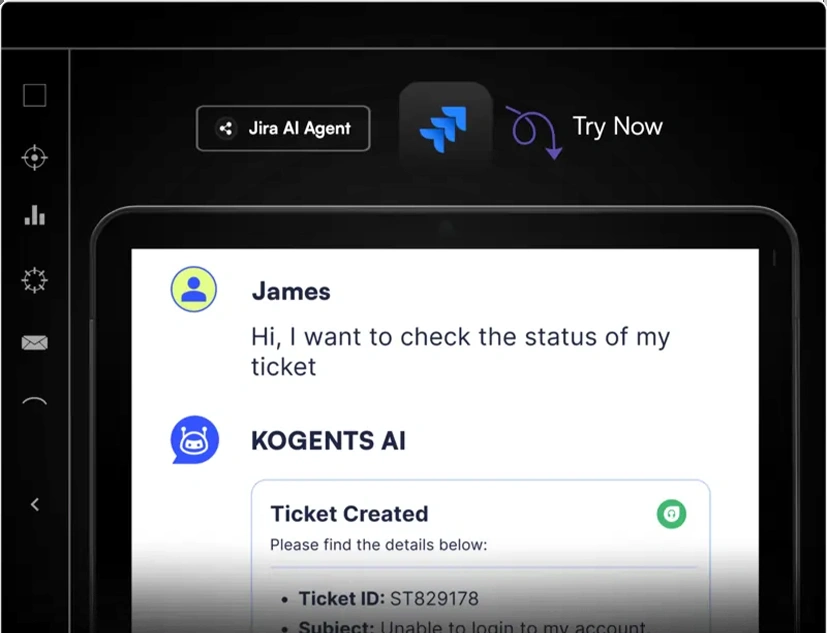 Jira AI Agent
Try Now
James
Hi, I want to check the status of my
ticket
KOGENTS AI
Ticket Created
Please find the details below:
• Ticket ID: ST829178
• Subject: Unable to login to my account